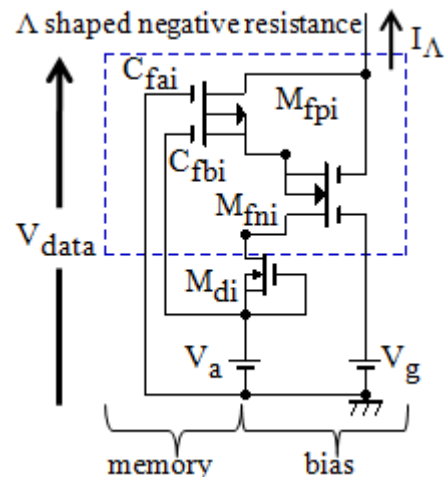 Λ shaped negative resistance
I_Λ
C_fai
M_fpi
C_fbi
M_fni
V_data
M_di
V_a
V_g
memory
bias